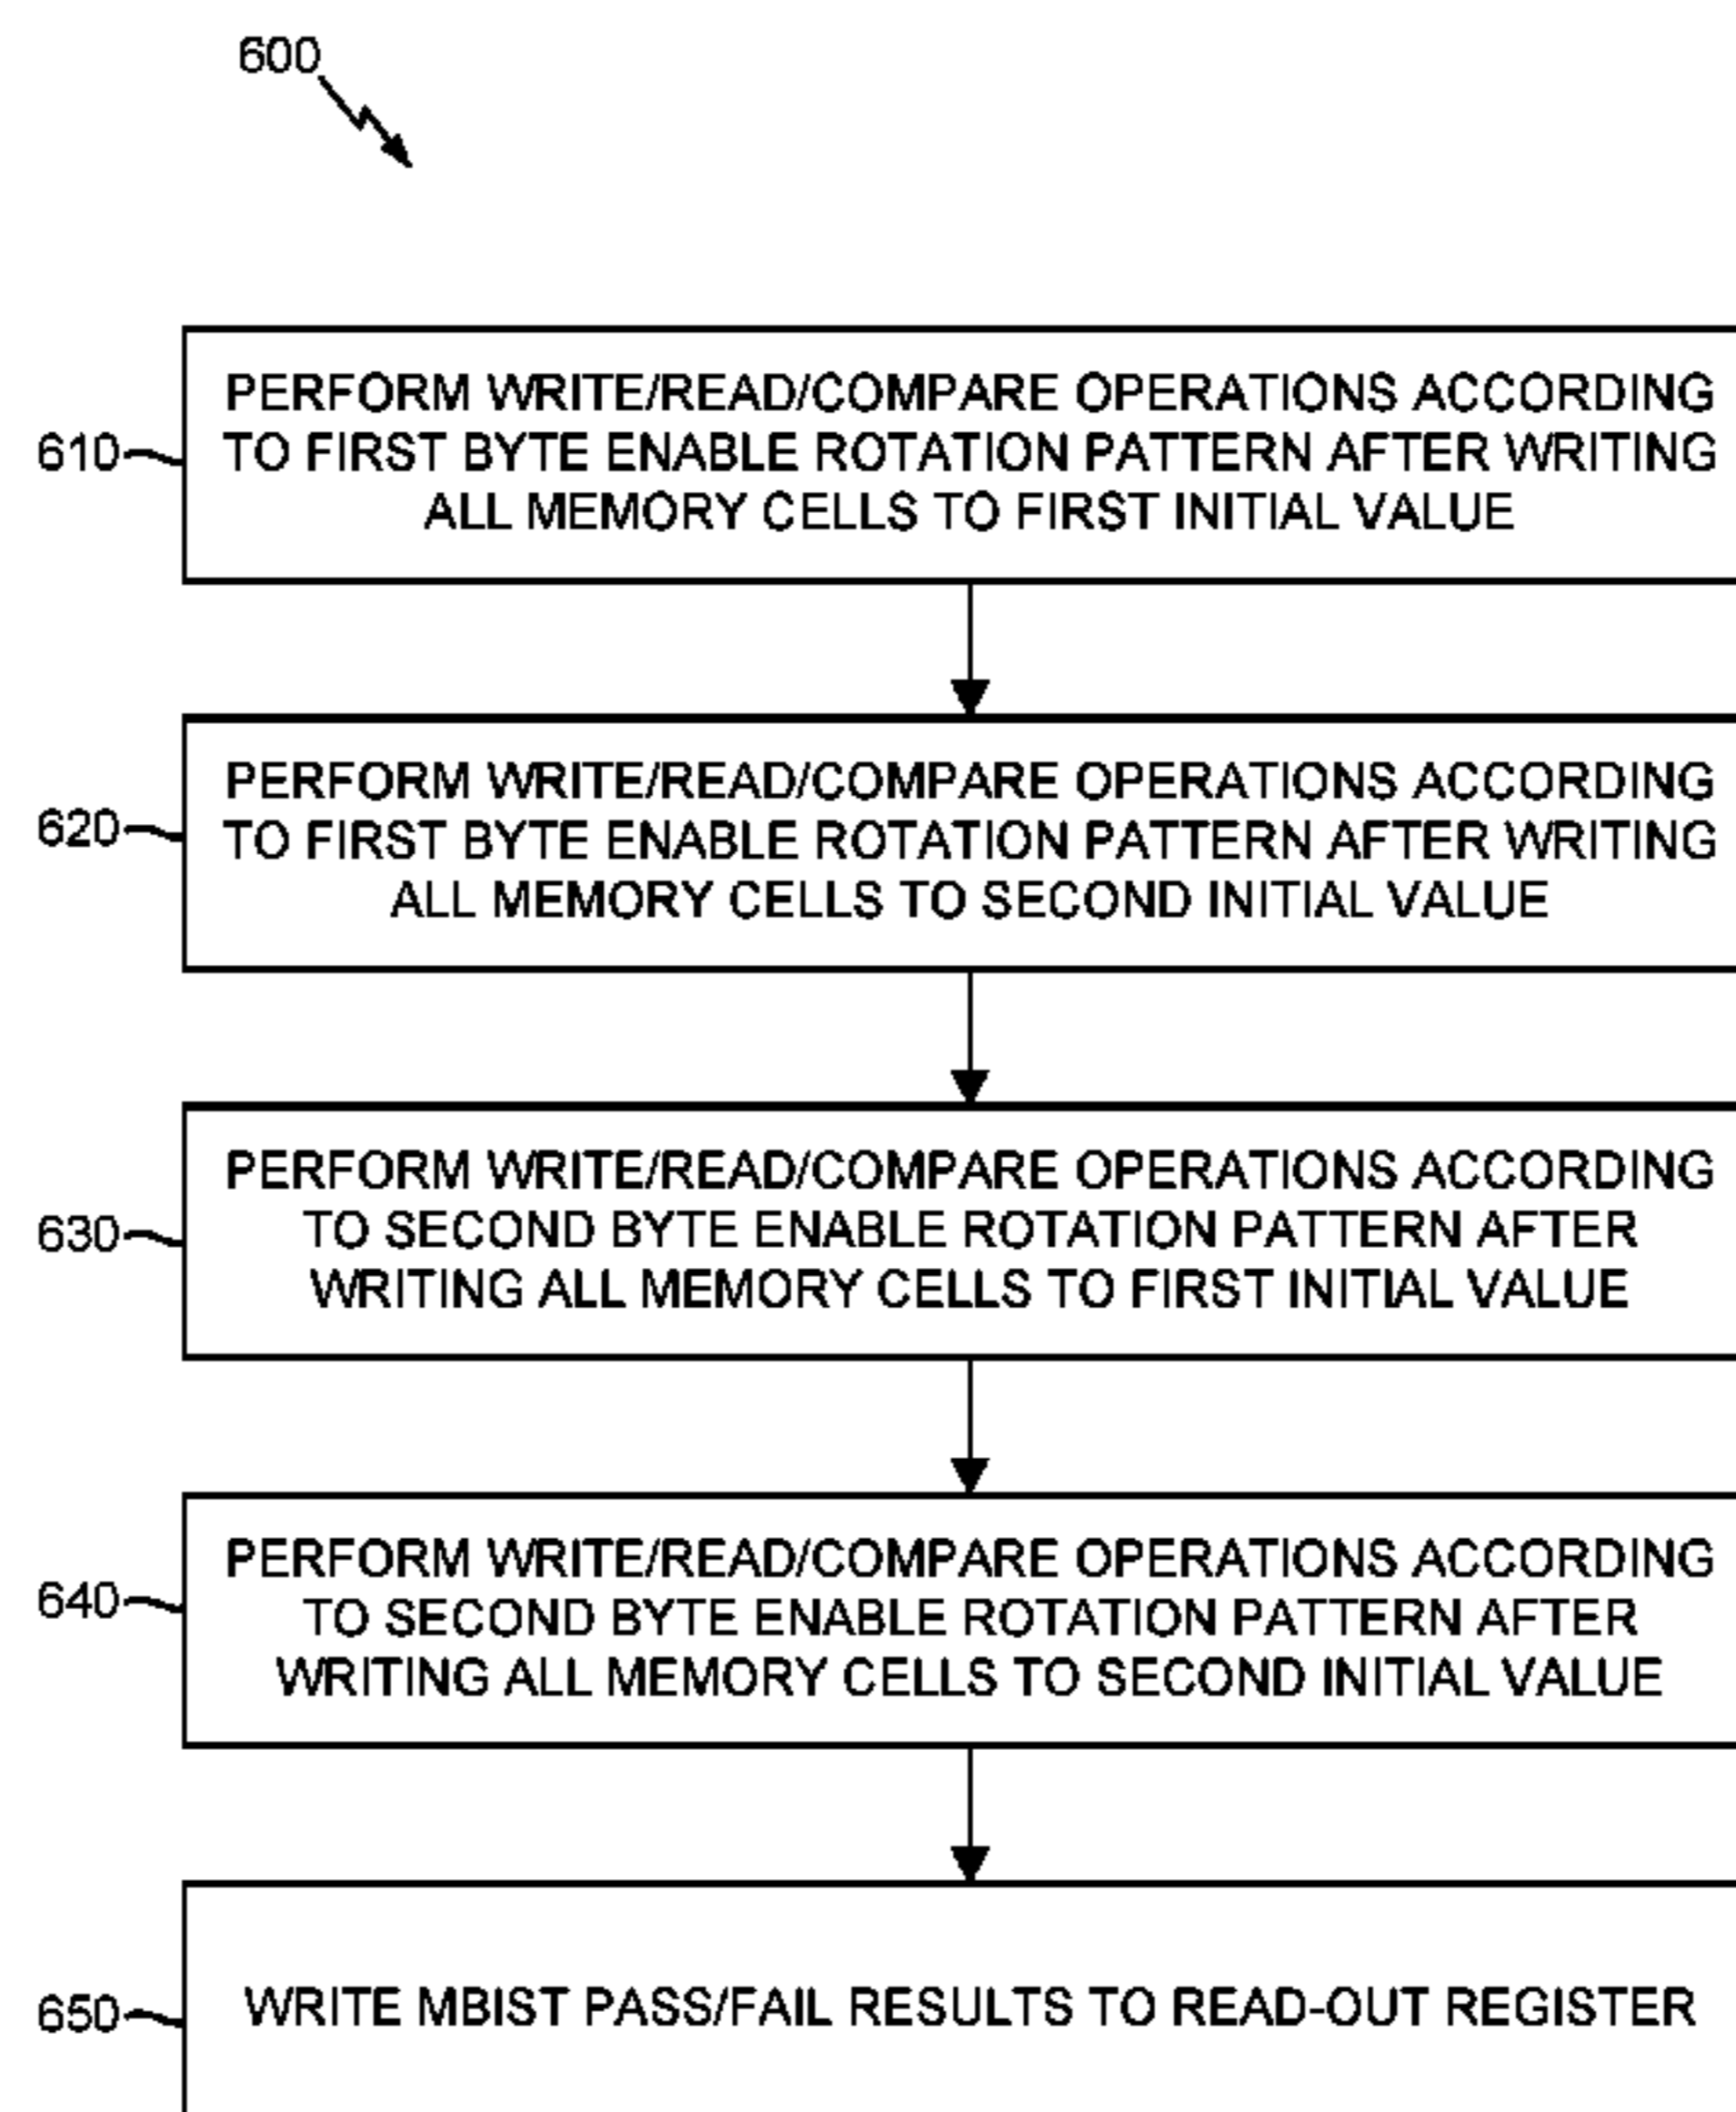 600
610
PERFORM WRITE/READ/COMPARE OPERATIONS ACCORDING
TO FIRST BYTE ENABLE ROTATION PATTERN AFTER WRITING
ALL MEMORY CELLS TO FIRST INITIAL VALUE
620
PERFORM WRITE/READ/COMPARE OPERATIONS ACCORDING
TO FIRST BYTE ENABLE ROTATION PATTERN AFTER WRITING
ALL MEMORY CELLS TO SECOND INITIAL VALUE
630
PERFORM WRITE/READ/COMPARE OPERATIONS ACCORDING
TO SECOND BYTE ENABLE ROTATION PATTERN AFTER
WRITING ALL MEMORY CELLS TO FIRST INITIAL VALUE
640
PERFORM WRITE/READ/COMPARE OPERATIONS ACCORDING
TO SECOND BYTE ENABLE ROTATION PATTERN AFTER
WRITING ALL MEMORY CELLS TO SECOND INITIAL VALUE
650
WRITE MBIST PASS/FAIL RESULTS TO READ-OUT REGISTER